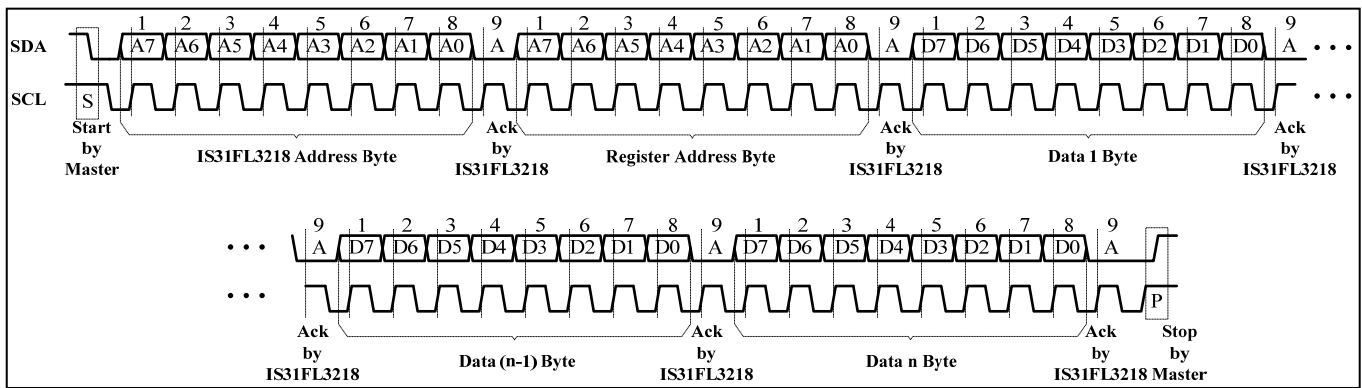 1 2 3 4 5 6 7 8 9 1 2 3 4 5 6 7 8 9 1 2 3 4 5 6 7 8 9
SDA A7 A6 A5 A4 A3 A2 A1 A0 A A7 A6 A5 A4 A3 A2 A1 A0 A D7 D6 D5 D4 D3 D2 D1 D0 A • • •
SCL S • • •
Start by Master
IS31FL3218 Address Byte
Ack by IS31FL3218
Register Address Byte
Ack by IS31FL3218
Data 1 Byte
Ack by IS31FL3218
9 1 2 3 4 5 6 7 8 9 1 2 3 4 5 6 7 8 9
• • • A D7 D6 D5 D4 D3 D2 D1 D0 A D7 D6 D5 D4 D3 D2 D1 D0 A
• • • P
Ack by IS31FL3218
Data (n-1) Byte
Ack by IS31FL3218
Data n Byte
Ack by IS31FL3218
Stop by Master